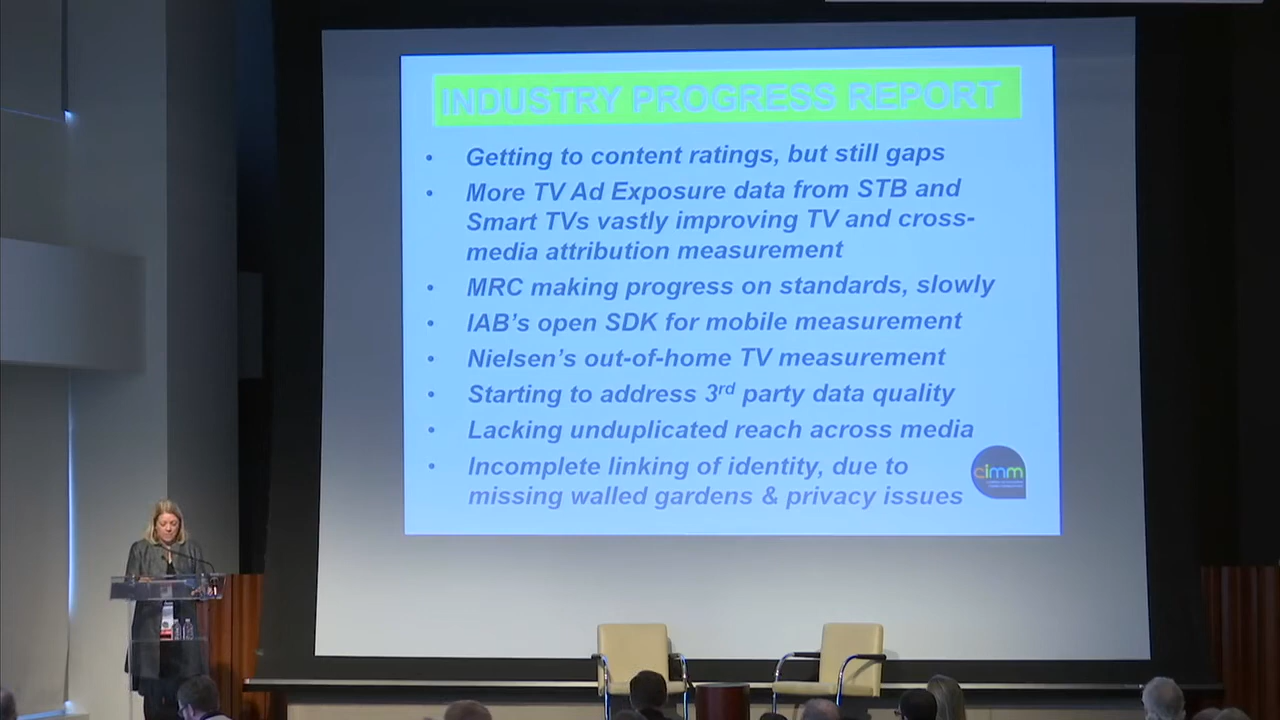 INDUSTRY PROGRESS REPORT
• Getting to content ratings, but still gaps
• More TV Ad Exposure data from STB and
Smart TVs vastly improving TV and cross-
media attribution measurement
• MRC making progress on standards, slowly
• IAB's open SDK for mobile measurement
• Nielsen's out-of-home TV measurement
• Starting to address 3rd party data quality
• Lacking unduplicated reach across media
• Incomplete linking of identity, due to
missing walled gardens & privacy issues
cimm